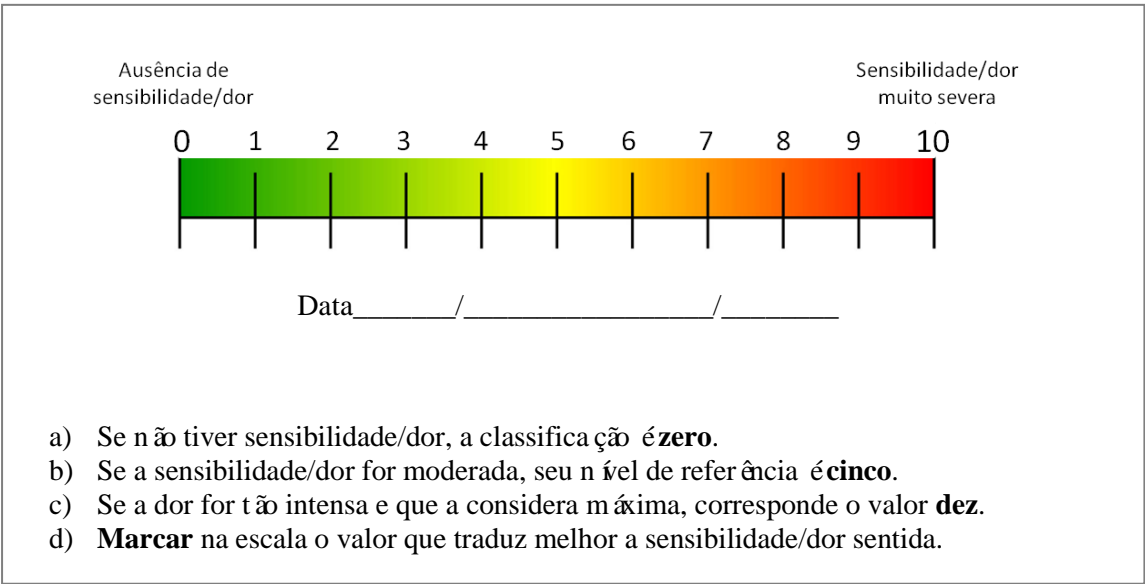 Ausência de
sensibilidade/dor
Sensibilidade/dor
muito severa
0 1 2 3 4 5 6 7 8 9 10
Data_______/_________________/________
a) Se não tiver sensibilidade/dor, a classificação é zero.
b) Se a sensibilidade/dor for moderada, seu nível de referência é cinco.
c) Se a dor for tão intensa e que a considera máxima, corresponde o valor dez.
d) Marcar na escala o valor que traduz melhor a sensibilidade/dor sentida.